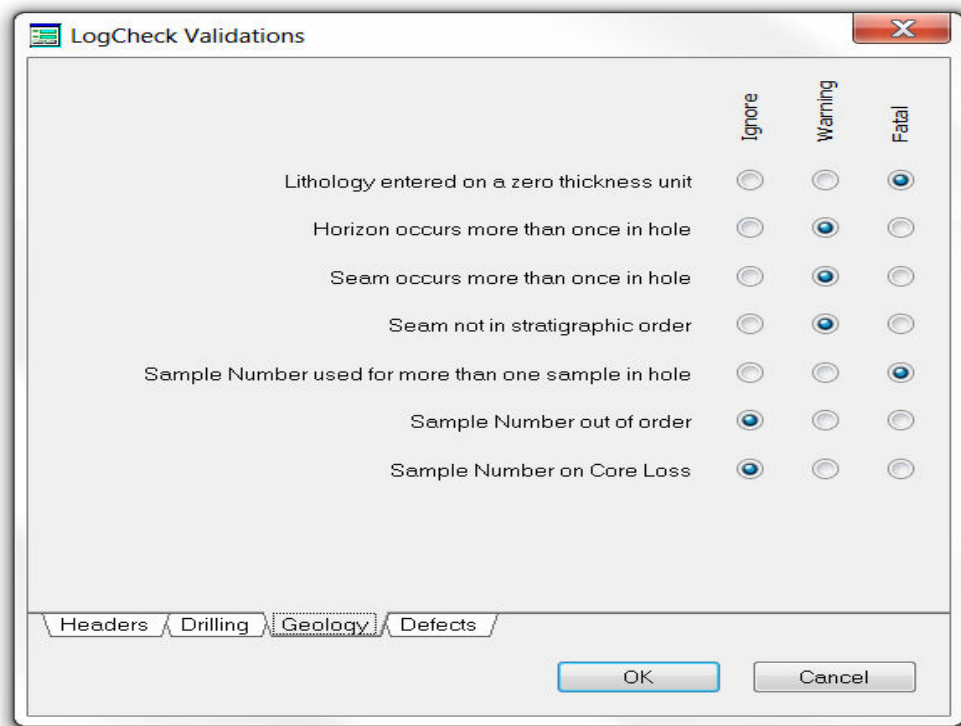 LogCheck Validations
Ignore
Warning
Fatal
Lithology entered on a zero thickness unit
Horizon occurs more than once in hole
Seam occurs more than once in hole
Seam not in stratigraphic order
Sample Number used for more than one sample in hole
Sample Number out of order
Sample Number on Core Loss
Headers Drilling Geology Defects
OK Cancel